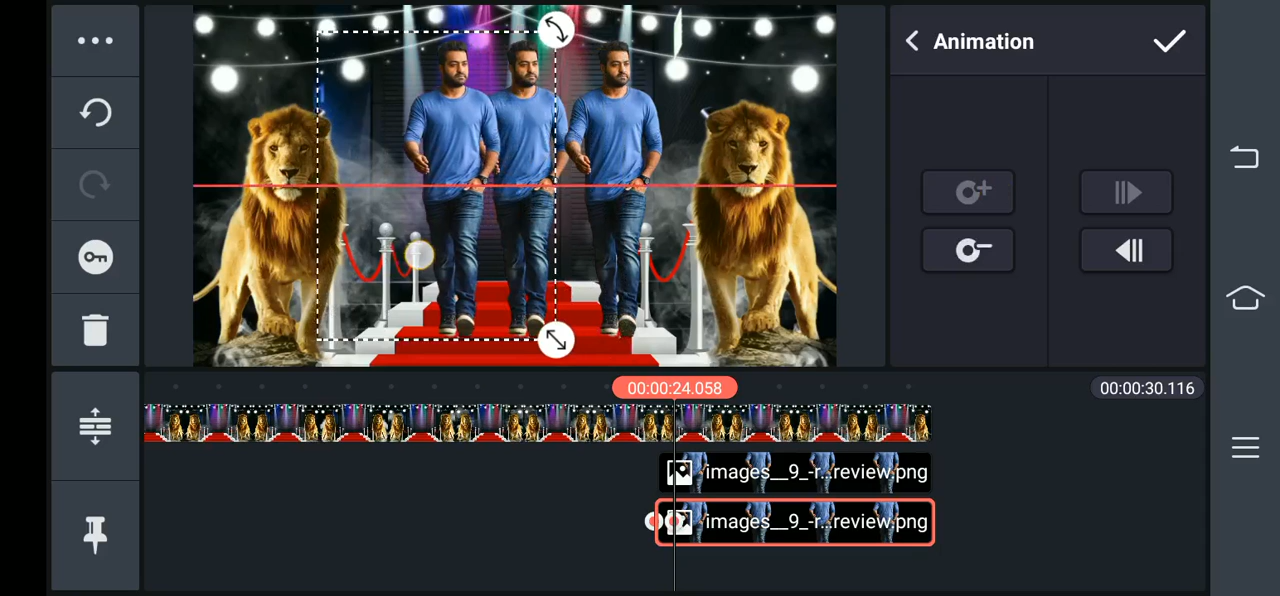 Animation
00:00:24.058
00:00:30.116
images__9_-r...review.png
images__9_-r...review.png